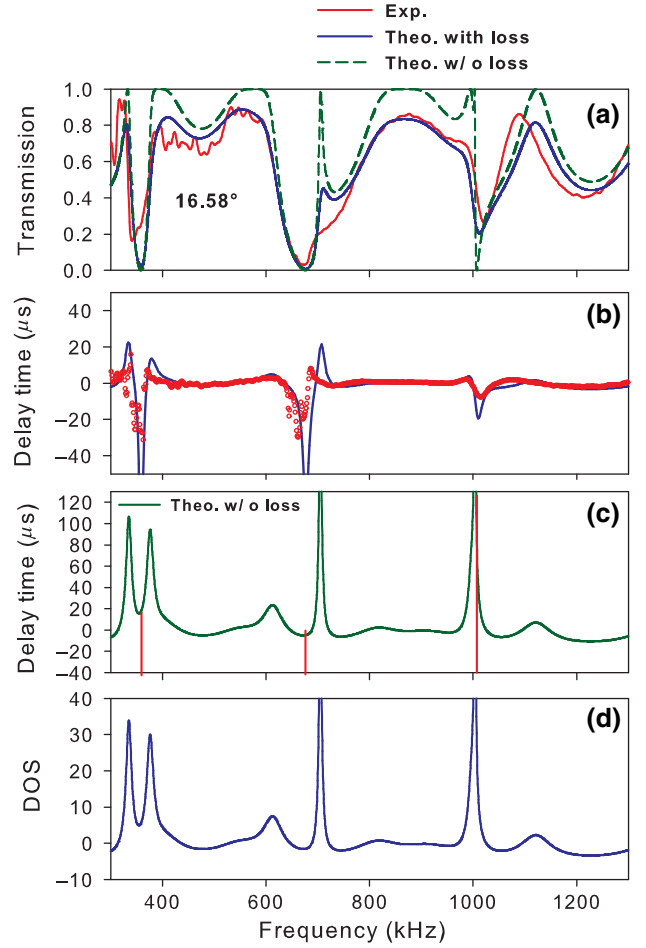 Exp.
Theo. with loss
Theo. w/ o loss
1.0
0.8
0.6
0.4
0.2
0.0
Transmission
(a)
16.58°
40
20
0
−20
−40
Delay time (μs)
(b)
120
100
80
60
40
20
0
−20
−40
Delay time (μs)
Theo. w/ o loss
(c)
40
30
20
10
0
−10
DOS
(d)
400
600
800
1000
1200
Frequency (kHz)